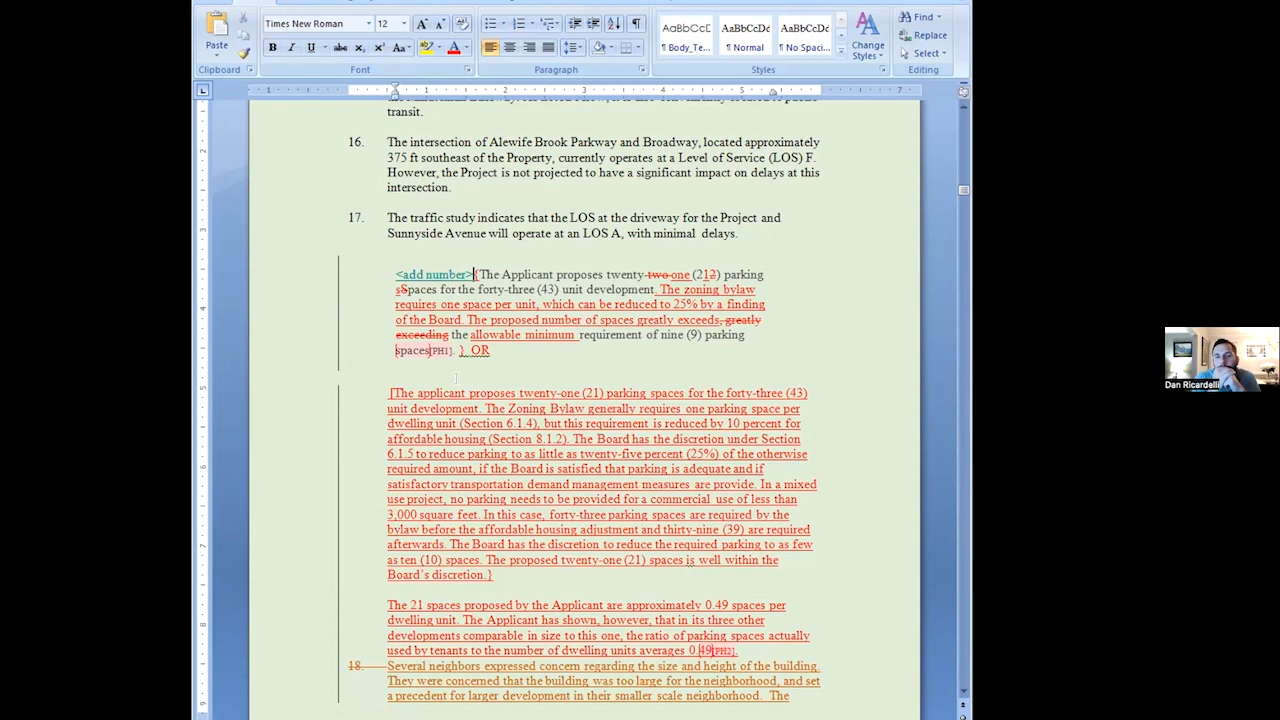 Times New Roman 12
Paste
B I U abc
AaBbCcDc AaBbCcDc AaBbCcDc
¶ Body_Te... ¶ Normal ¶ No Spaci...
Change
Styles
Find
Replace
Select
Clipboard Font Paragraph Styles Editing
transit.
16. The intersection of Alewife Brook Parkway and Broadway, located approximately
375 ft southeast of the Property, currently operates at a Level of Service (LOS) F.
However, the Project is not projected to have a significant impact on delays at this
intersection.
17. The traffic study indicates that the LOS at the driveway for the Project and
Sunnyside Avenue will operate at an LOS A, with minimal delays.
<add number>{The Applicant proposes twenty-two one (212) parking
sSpaces for the forty-three (43) unit development. The zoning bylaw
requires one space per unit, which can be reduced to 25% by a finding
of the Board. The proposed number of spaces greatly exceeds, greatly
exceeding the allowable minimum requirement of nine (9) parking
spaces[PH1]. } OR
[The applicant proposes twenty-one (21) parking spaces for the forty-three (43)
unit development. The Zoning Bylaw generally requires one parking space per
dwelling unit (Section 6.1.4), but this requirement is reduced by 10 percent for
affordable housing (Section 8.1.2). The Board has the discretion under Section
6.1.5 to reduce parking to as little as twenty-five percent (25%) of the otherwise
required amount, if the Board is satisfied that parking is adequate and if
satisfactory transportation demand management measures are provide. In a mixed
use project, no parking needs to be provided for a commercial use of less than
3,000 square feet. In this case, forty-three parking spaces are required by the
bylaw before the affordable housing adjustment and thirty-nine (39) are required
afterwards. The Board has the discretion to reduce the required parking to as few
as ten (10) spaces. The proposed twenty-one (21) spaces is well within the
Board's discretion.}
The 21 spaces proposed by the Applicant are approximately 0.49 spaces per
dwelling unit. The Applicant has shown, however, that in its three other
developments comparable in size to this one, the ratio of parking spaces actually
used by tenants to the number of dwelling units averages 0.49[PH2].
18. Several neighbors expressed concern regarding the size and height of the building.
They were concerned that the building was too large for the neighborhood, and set
a precedent for larger development in their smaller scale neighborhood. The
Dan Ricardelli